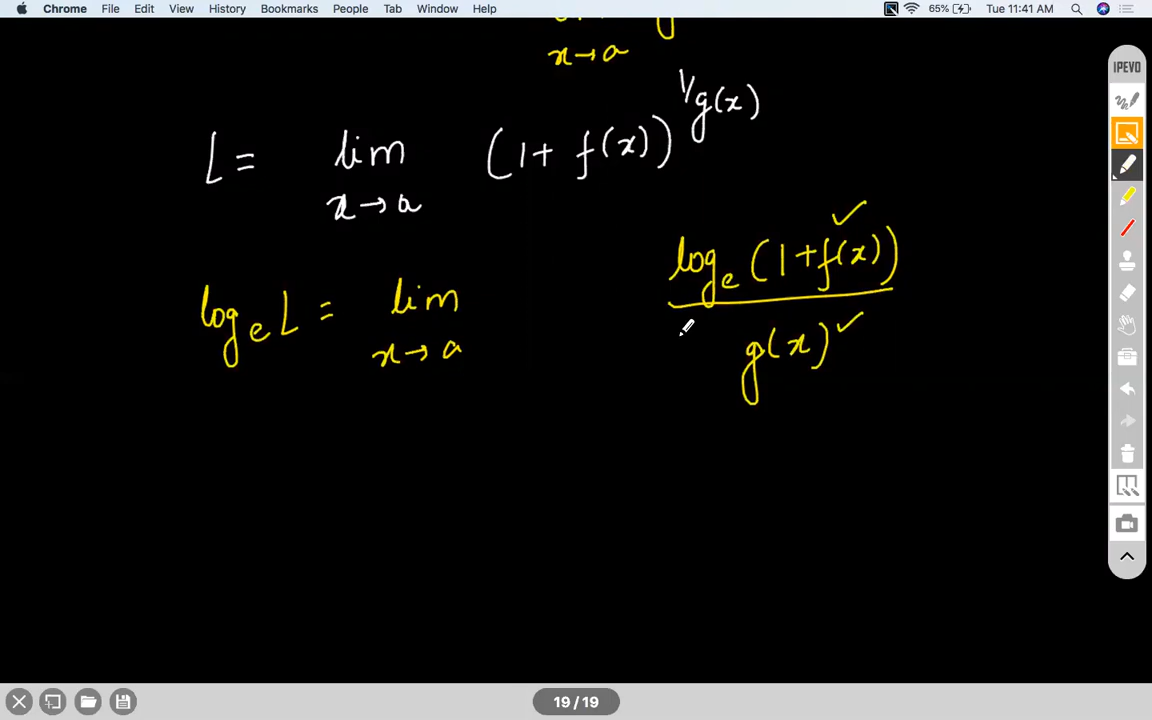 Chrome File Edit View History Bookmarks People Tab Window Help 65% Tue 11:41 AM
x→a
IPEVO
L = lim x→a (1+ f(x))^1/g(x)
log_e L = lim x→a log_e (1+f(x)) / g(x)
19 / 19